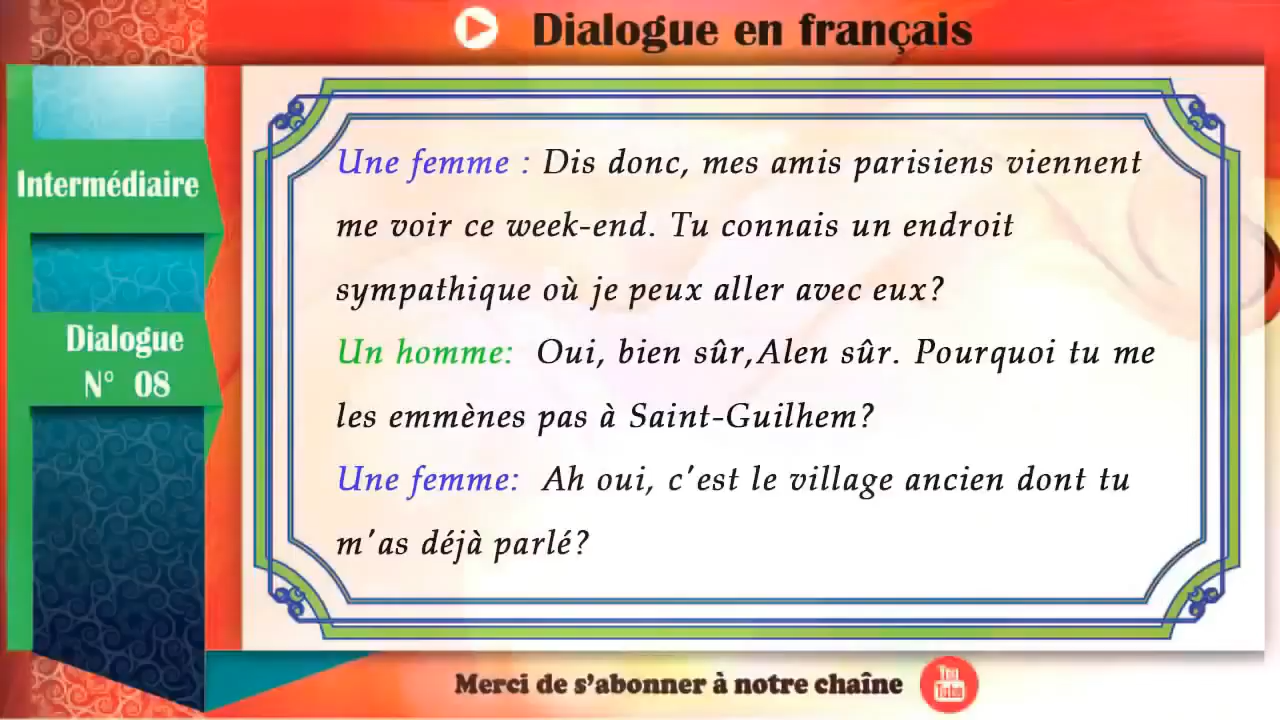 Dialogue en français
Intermédiaire
Dialogue
N° 08
Une femme : Dis donc, mes amis parisiens viennent
me voir ce week-end. Tu connais un endroit
sympathique où je peux aller avec eux?
Un homme: Oui, bien sûr,Alen sûr. Pourquoi tu me
les emmènes pas à Saint-Guilhem?
Une femme: Ah oui, c'est le village ancien dont tu
m'as déjà parlé?
Merci de s'abonner à notre chaîne
You
Tube